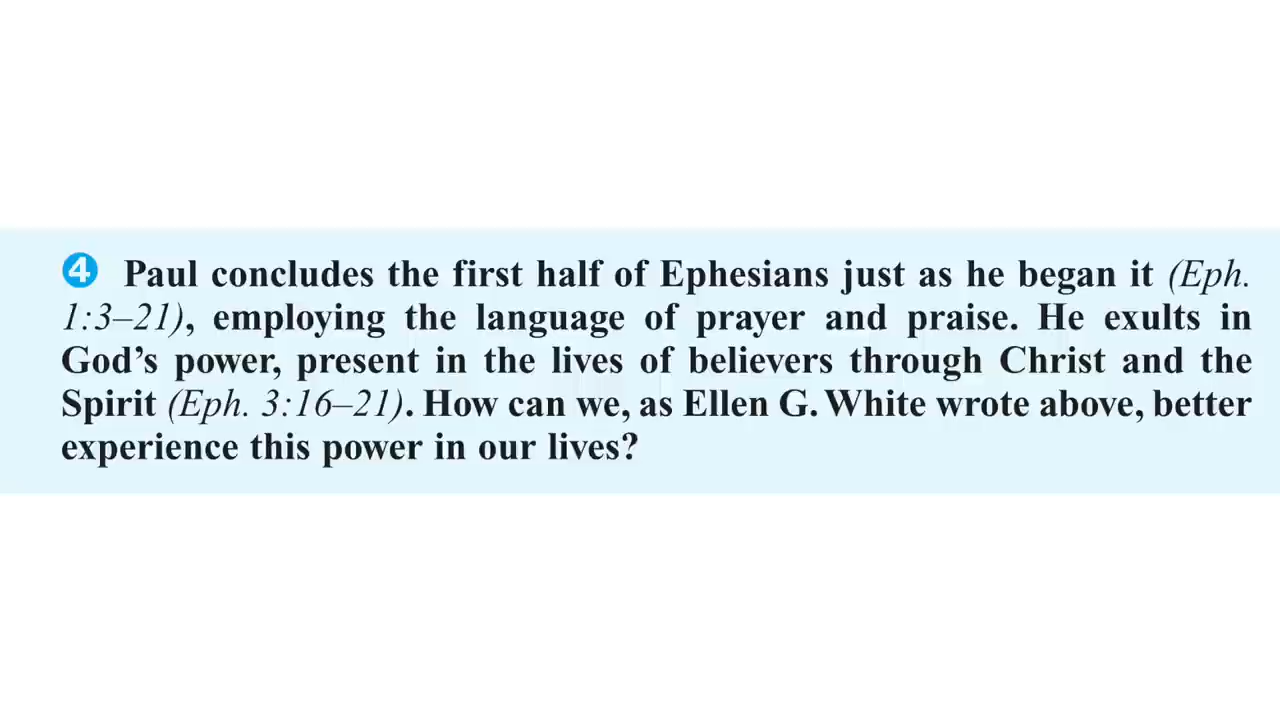 4 Paul concludes the first half of Ephesians just as he began it (Eph.
1:3–21), employing the language of prayer and praise. He exults in
God’s power, present in the lives of believers through Christ and the
Spirit (Eph. 3:16–21). How can we, as Ellen G. White wrote above, better
experience this power in our lives?